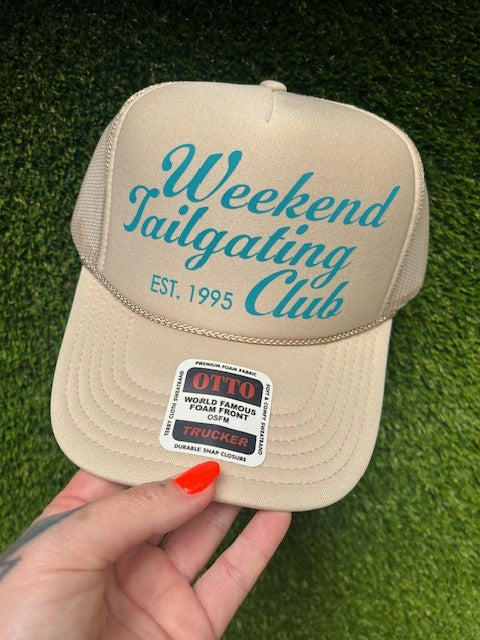 Weekend
Tailgating
EST. 1995 Club
PREMIUM FOAM FABRIC
OTTO
WORLD FAMOUS
FOAM FRONT
OSFM
TRUCKER
DURABLE SNAP CLOSURE
TERRY CLOTH SWEATBAND
SOFT & COMFY SWEATBAND